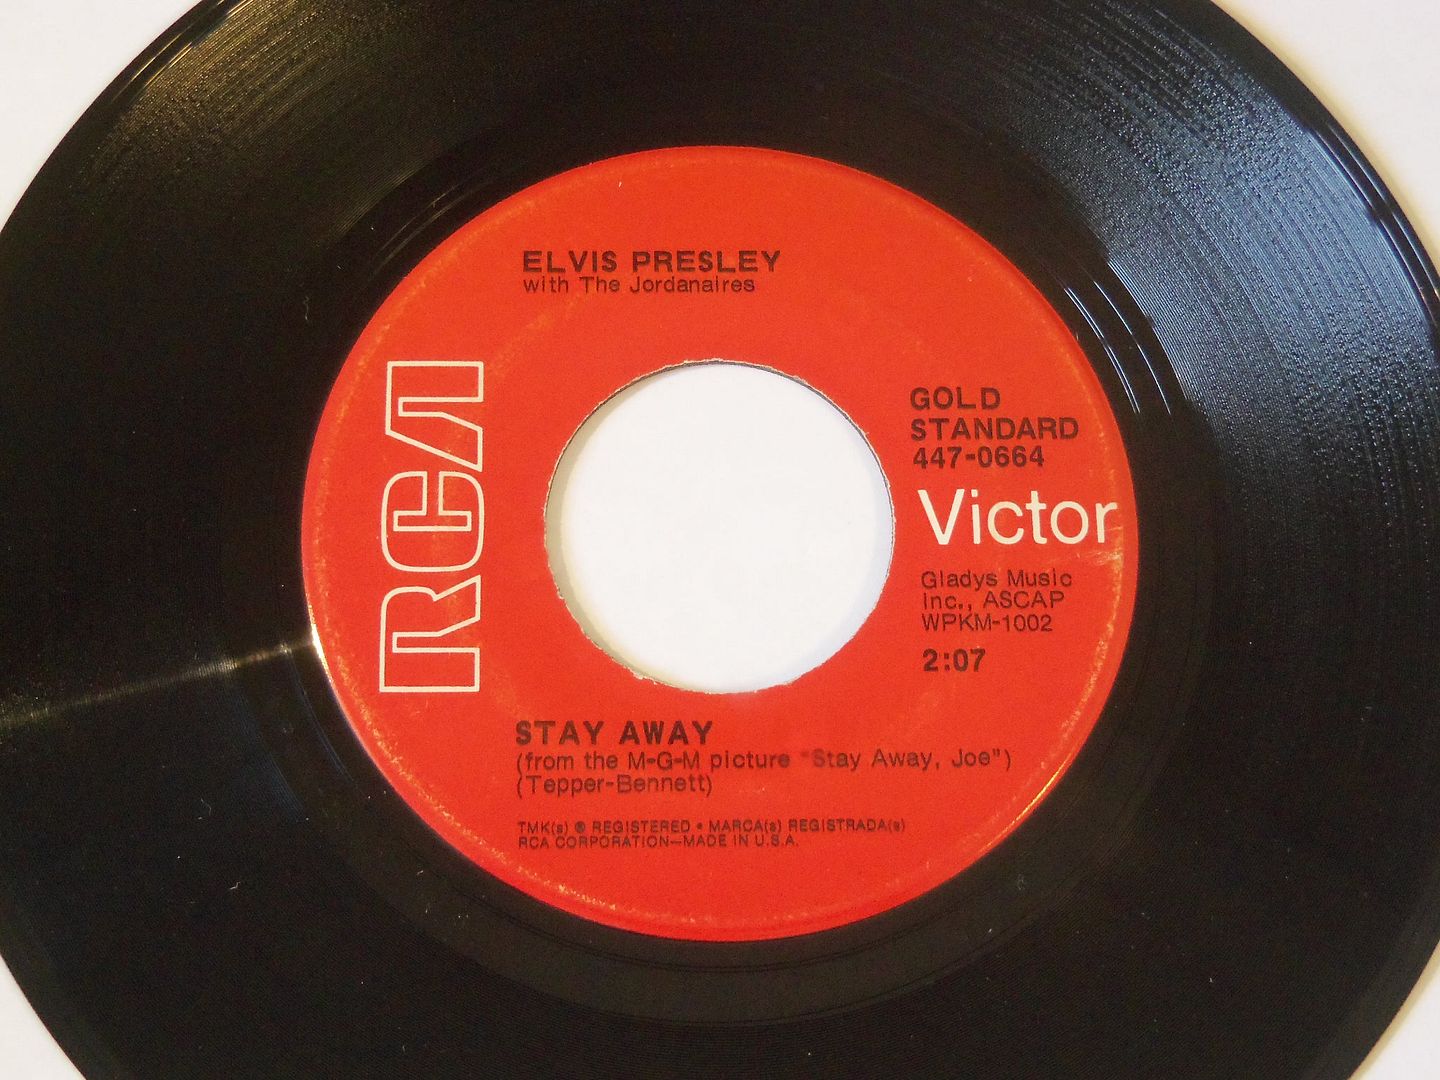 ELVIS PRESLEY
with The Jordanaires
RCA
GOLD
STANDARD
447-0664
Victor
Gladys Music
Inc., ASCAP
WPKM-1002
2:07
STAY AWAY
(from the M-G-M picture "Stay Away, Joe")
(Tepper-Bennett)
TMK(s) ® REGISTERED • MARCA(s) REGISTRADA(s)
RCA CORPORATION—MADE IN U.S.A.